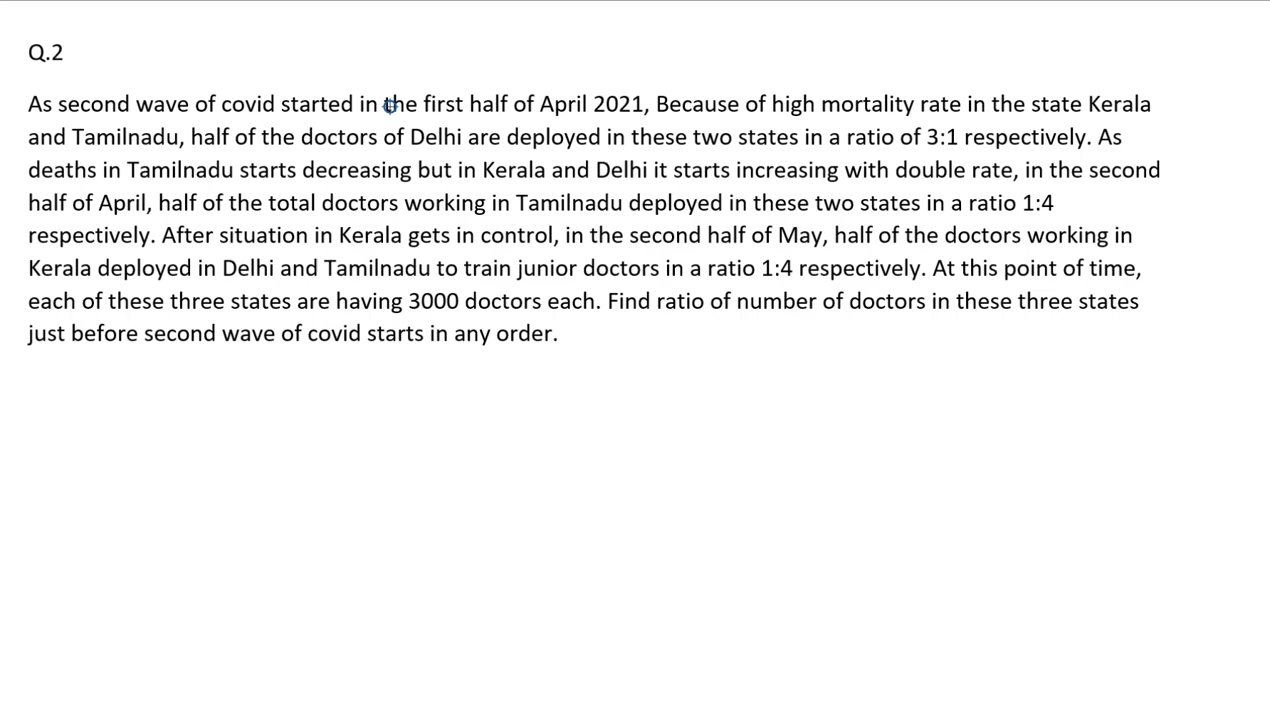 Q.2
As second wave of covid started in the first half of April 2021, Because of high mortality rate in the state Kerala
and Tamilnadu, half of the doctors of Delhi are deployed in these two states in a ratio of 3:1 respectively. As
deaths in Tamilnadu starts decreasing but in Kerala and Delhi it starts increasing with double rate, in the second
half of April, half of the total doctors working in Tamilnadu deployed in these two states in a ratio 1:4
respectively. After situation in Kerala gets in control, in the second half of May, half of the doctors working in
Kerala deployed in Delhi and Tamilnadu to train junior doctors in a ratio 1:4 respectively. At this point of time,
each of these three states are having 3000 doctors each. Find ratio of number of doctors in these three states
just before second wave of covid starts in any order.